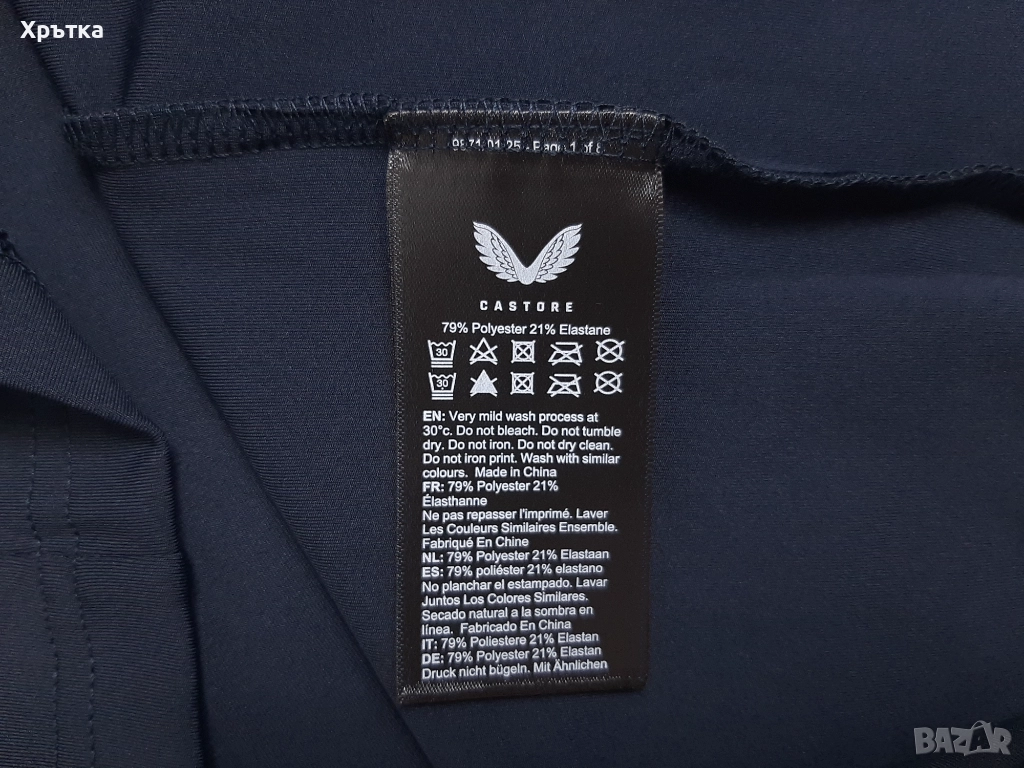 Хрътка
Page 1 of 8
CASTORE
79% Polyester 21% Elastane
30
30
EN: Very mild wash process at
30°c. Do not bleach. Do not tumble
dry. Do not iron. Do not dry clean.
Do not iron print. Wash with similar
colours. Made in China
FR: 79% Polyester 21%
Élasthanne
Ne pas repasser l'imprimé. Laver
Les Couleurs Similaires Ensemble.
Fabriqué En Chine
NL: 79% Polyester 21% Elastaan
ES: 79% poliéster 21% elastano
No planchar el estampado. Lavar
Juntos Los Colores Similares.
Secado natural a la sombra en
línea. Fabricado En China
IT: 79% Poliestere 21% Elastan
DE: 79% Polyester 21% Elastan
Druck nicht bügeln. Mit Ähnlichen
BAZAR